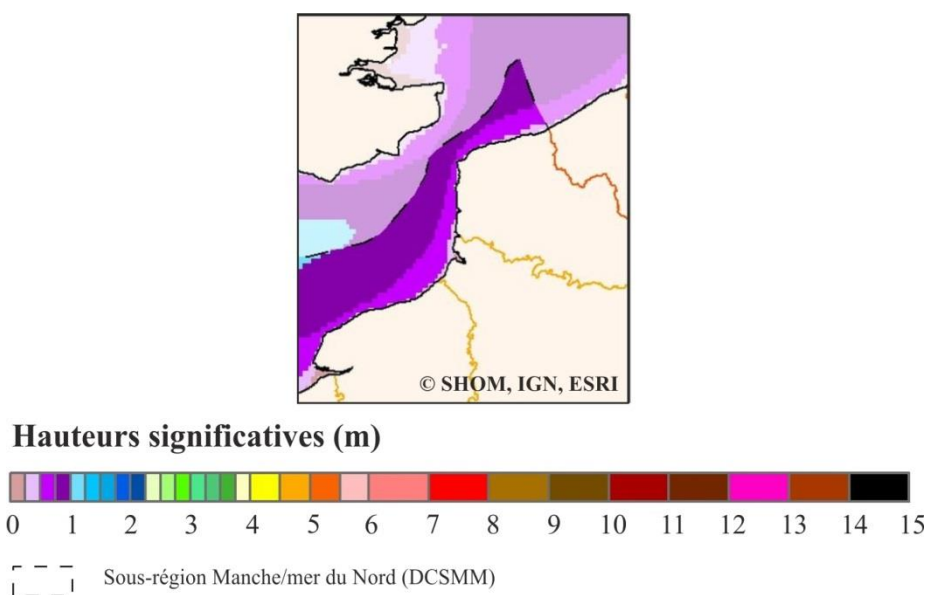 © SHOM, IGN, ESRI
Hauteurs significatives (m)
0 1 2 3 4 5 6 7 8 9 10 11 12 13 14 15
Sous-région Manche/mer du Nord (DCSMM)